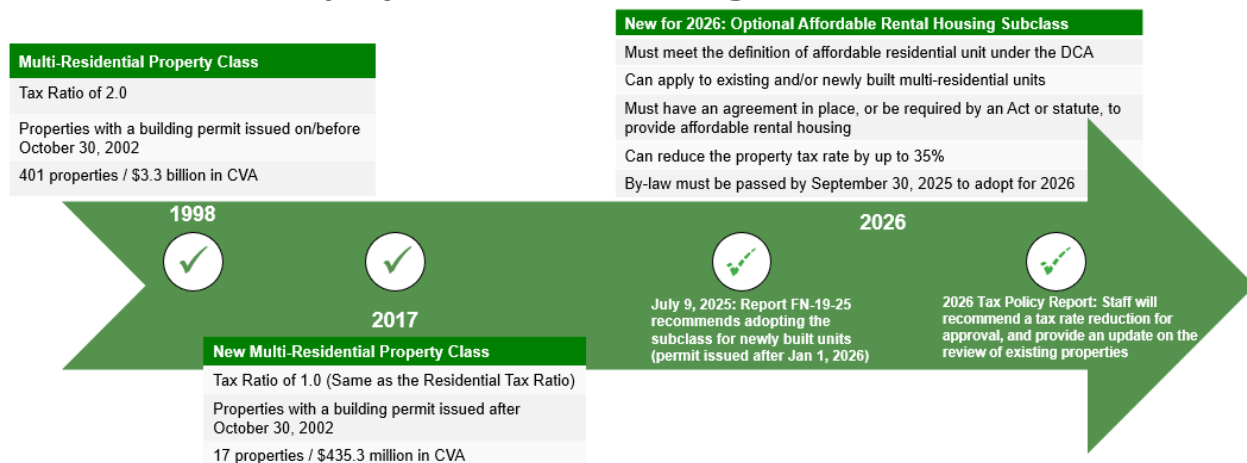 Multi-Residential Property Class
Tax Ratio of 2.0
Properties with a building permit issued on/before
October 30, 2002
401 properties / $3.3 billion in CVA
New for 2026: Optional Affordable Rental Housing Subclass
Must meet the definition of affordable residential unit under the DCA
Can apply to existing and/or newly built multi-residential units
Must have an agreement in place, or be required by an Act or statute, to
provide affordable rental housing
Can reduce the property tax rate by up to 35%
By-law must be passed by September 30, 2025 to adopt for 2026
1998
2026
2017
New Multi-Residential Property Class
Tax Ratio of 1.0 (Same as the Residential Tax Ratio)
Properties with a building permit issued after
October 30, 2002
17 properties / $435.3 million in CVA
July 9, 2025: Report FN-19-25
recommends adopting the
subclass for newly built units
(permit issued after Jan 1, 2026)
2026 Tax Policy Report: Staff will
recommend a tax rate reduction for
approval, and provide an update on the
review of existing properties